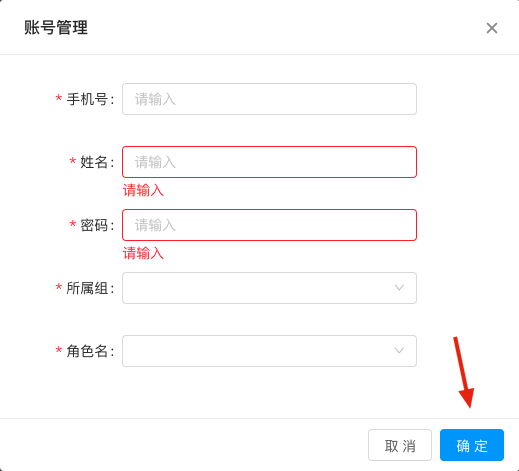 账号管理
* 手机号： 请输入
* 姓名： 请输入
请输入
* 密码： 请输入
请输入
* 所属组：
* 角色名：
取 消 确 定